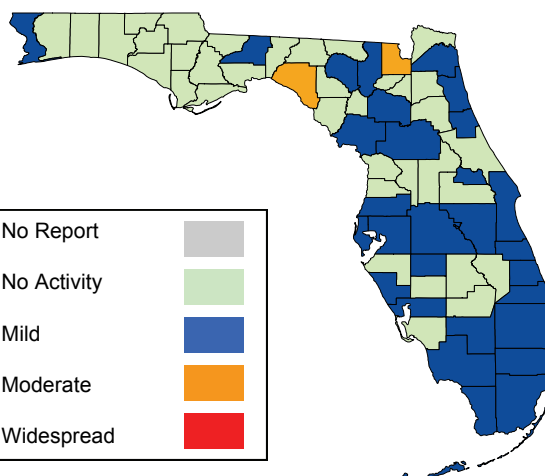 No Report
No Activity
Mild
Moderate
Widespread